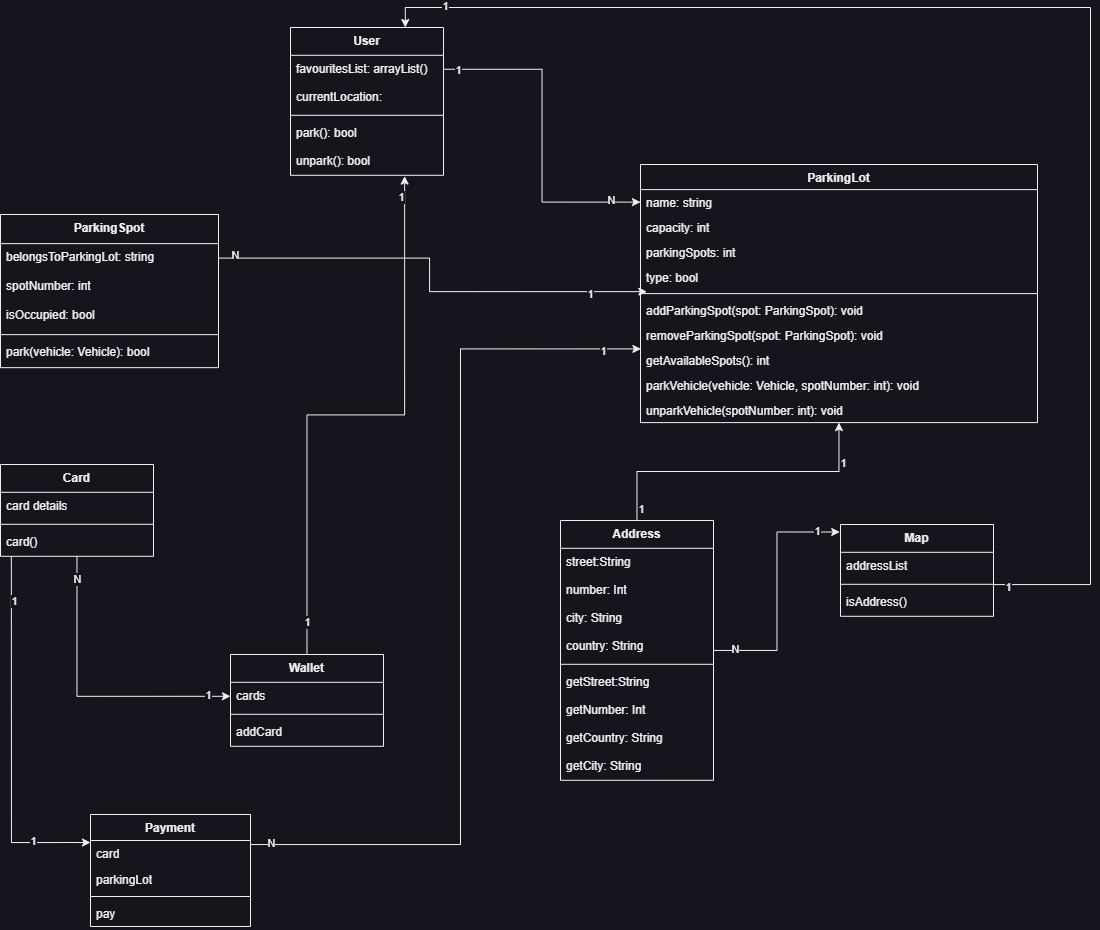 1
User
favouritesList: arrayList()
currentLocation:
park(): bool
unpark(): bool
1
N
1
ParkingLot
name: string
capacity: int
parkingSpots: int
type: bool
addParkingSpot(spot: ParkingSpot): void
removeParkingSpot(spot: ParkingSpot): void
getAvailableSpots(): int
parkVehicle(vehicle: Vehicle, spotNumber: int): void
unparkVehicle(spotNumber: int): void
ParkingSpot
belongsToParkingLot: string
spotNumber: int
isOccupied: bool
park(vehicle: Vehicle): bool
N
1
1
1
1
Card
card details
card()
1
N
1
1
Wallet
cards
addCard
Address
street:String
number: Int
city: String
country: String
getStreet:String
getNumber: Int
getCountry: String
getCity: String
N
1
Map
addressList
isAddress()
1
1
Payment
card
parkingLot
pay
N